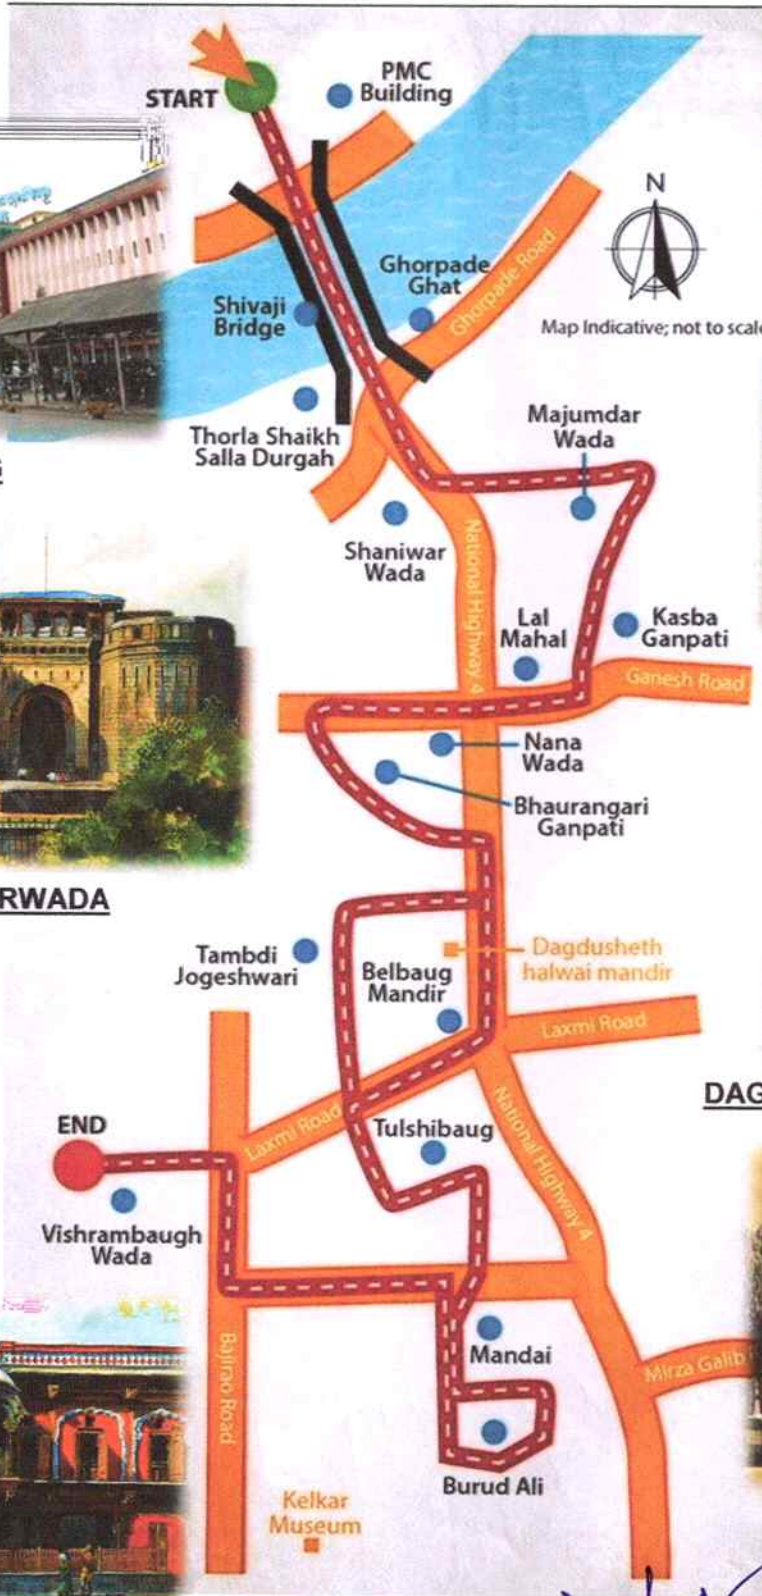 START
PMC
Building
N
Shivaji
Bridge
Ghorpade
Ghat
Ghorpade Road
Map Indicative; not to scale
Thorla Shaikh
Salla Durgah
Majumdar
Wada
Shaniwar
Wada
National Highway 4
Lal
Mahal
Kasba
Ganpati
Ganesh Road
Nana
Wada
Bhaurangari
Ganpati
RWADA
Tambdi
Jogeshwari
Belbaug
Mandir
Dagdusheth
halwai mandir
Laxmi Road
DAG
END
Laxmi Road
Tulshibaug
National Highway 4
Vishrambaugh
Wada
Mandai
Mirza Galib
Bajirao Road
Burud Ali
Kelkar
Museum